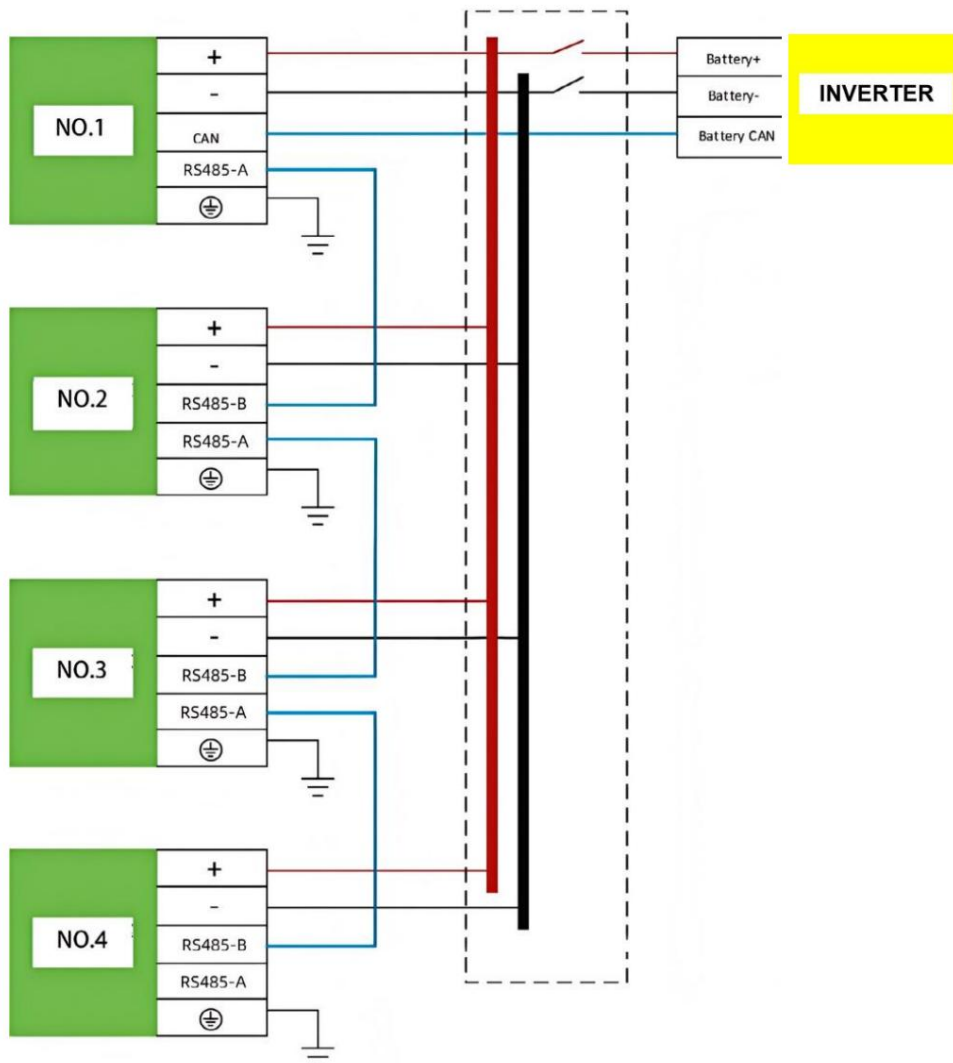 NO.1
+
-
CAN
RS485-A
Battery+
Battery-
Battery CAN
INVERTER
NO.2
+
-
RS485-B
RS485-A
NO.3
+
-
RS485-B
RS485-A
NO.4
+
-
RS485-B
RS485-A